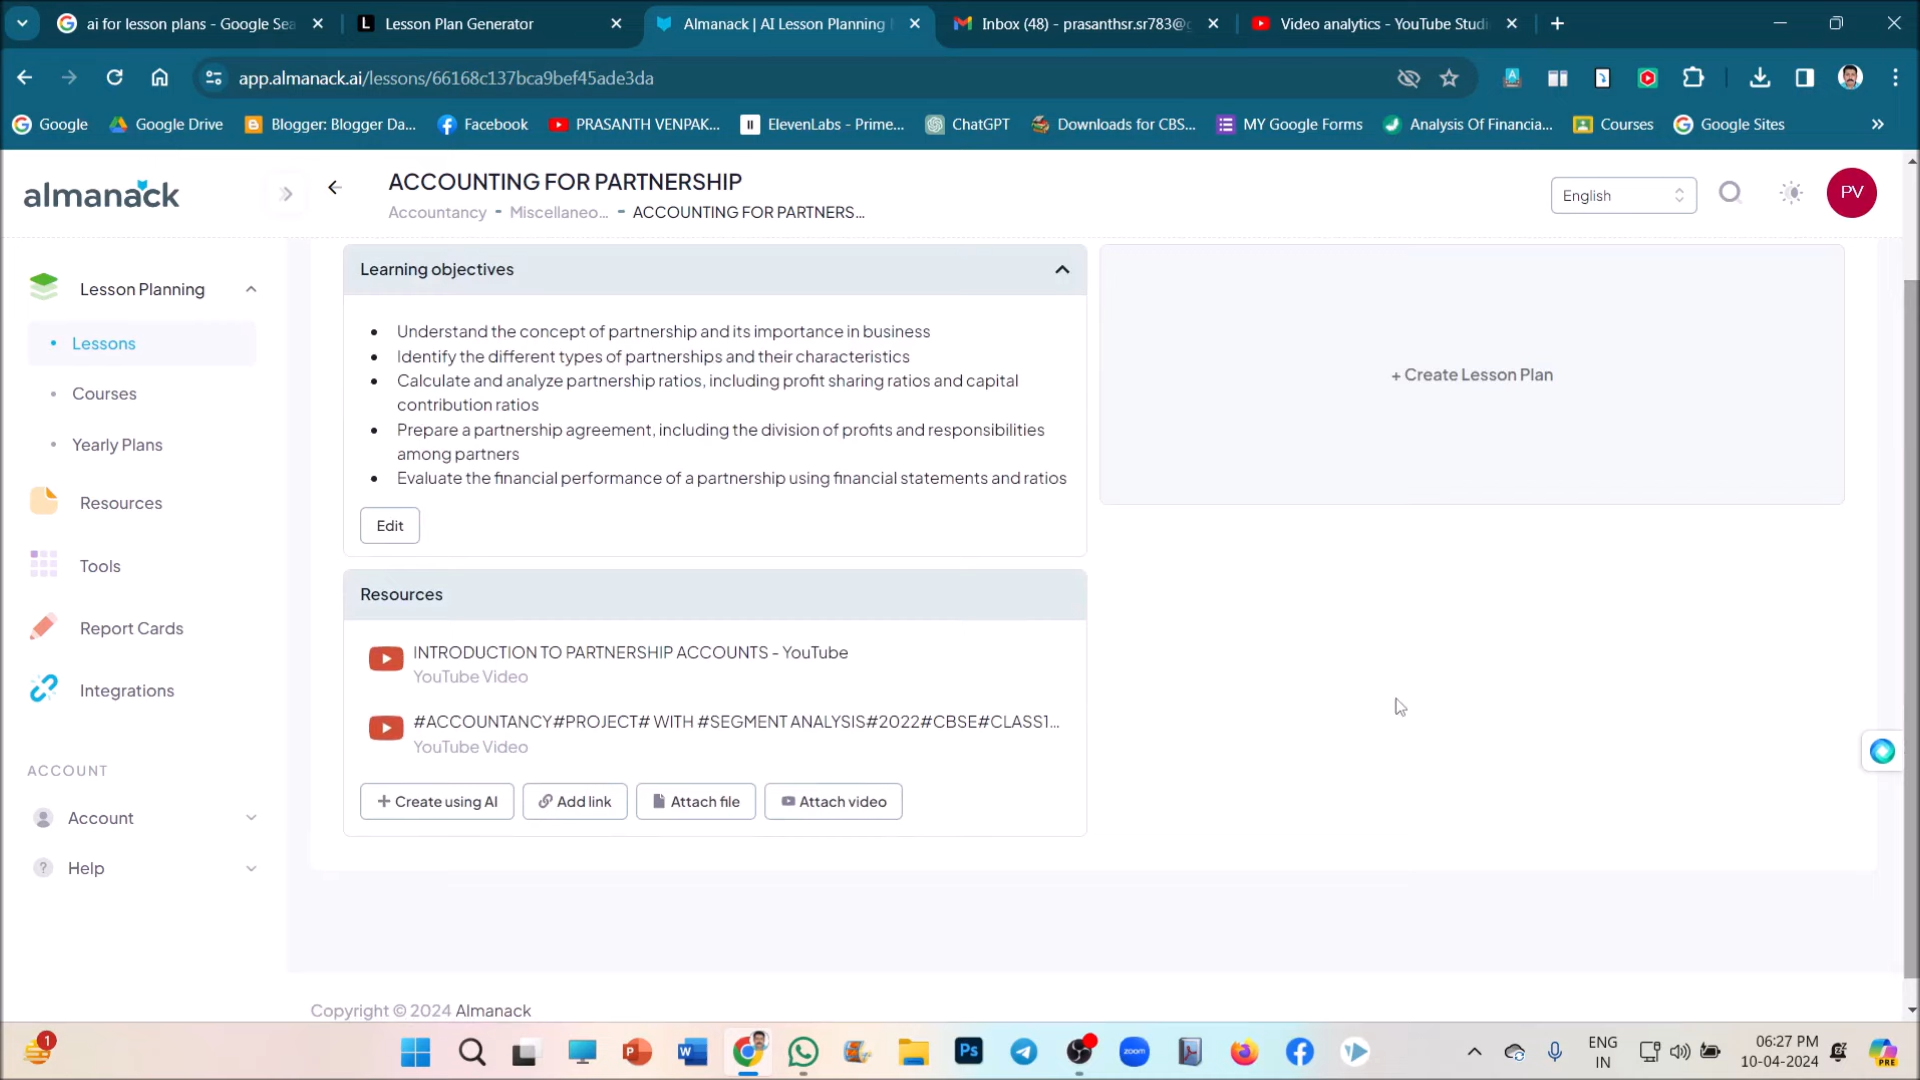 ai for lesson plans - Google Sea
Lesson Plan Generator
Almanack | AI Lesson Planning
Inbox (48) - prasanthsr.sr783@g
Video analytics - YouTube Studi
app.almanack.ai/lessons/66168c137bca9bef45ade3da
Google
Google Drive
Blogger: Blogger Da...
Facebook
PRASANTH VENPAK...
ElevenLabs - Prime...
ChatGPT
Downloads for CBS...
MY Google Forms
Analysis Of Financia...
Courses
Google Sites
almanack
ACCOUNTING FOR PARTNERSHIP
Accountancy - Miscellaneo... - ACCOUNTING FOR PARTNERS...
English
PV
Lesson Planning
Lessons
Courses
Yearly Plans
Resources
Tools
Report Cards
Integrations
ACCOUNT
Account
Help
Learning objectives
• Understand the concept of partnership and its importance in business
• Identify the different types of partnerships and their characteristics
• Calculate and analyze partnership ratios, including profit sharing ratios and capital
contribution ratios
• Prepare a partnership agreement, including the division of profits and responsibilities
among partners
• Evaluate the financial performance of a partnership using financial statements and ratios
Edit
+ Create Lesson Plan
Resources
INTRODUCTION TO PARTNERSHIP ACCOUNTS - YouTube
YouTube Video
#ACCOUNTANCY#PROJECT# WITH #SEGMENT ANALYSIS#2022#CBSE#CLASS1...
YouTube Video
+ Create using AI
Add link
Attach file
Attach video
Copyright © 2024 Almanack
1
P
W
Ps
zoom
ENG
IN
06:27 PM
10-04-2024
PRE